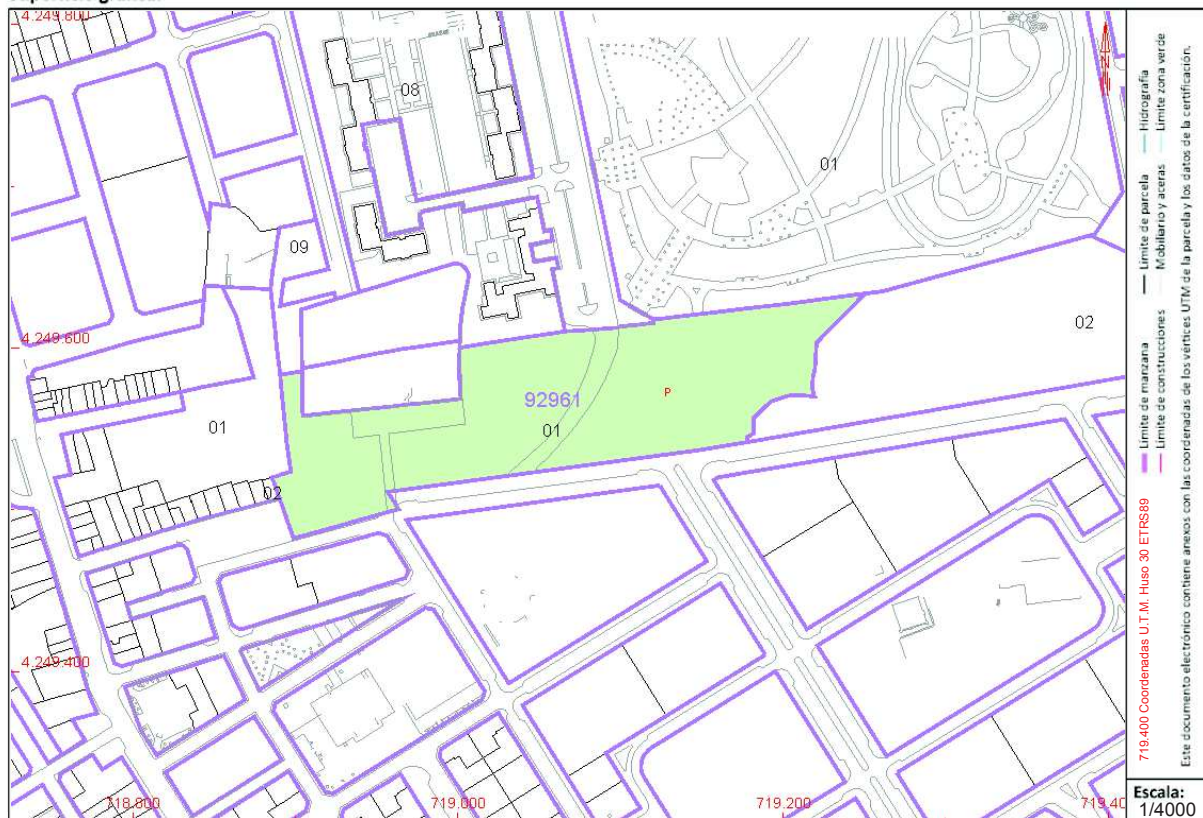 4.249.800
08
01
09
4.249.600
02
92961
P
01
01
02
4.249.400
718.800
719.000
719.200
N
Límite de manzana
Límite de parcela
Hidrografía
Límite de construcciones
Mobiliario y aceras
Límite zona verde
719.400 Coordenadas U.T.M. Huso 30 ETRS89
Este documento electrónico contiene anexos con las coordenadas de los vértices UTM de la parcela y los datos de la certificación.
Escala:
1/4000